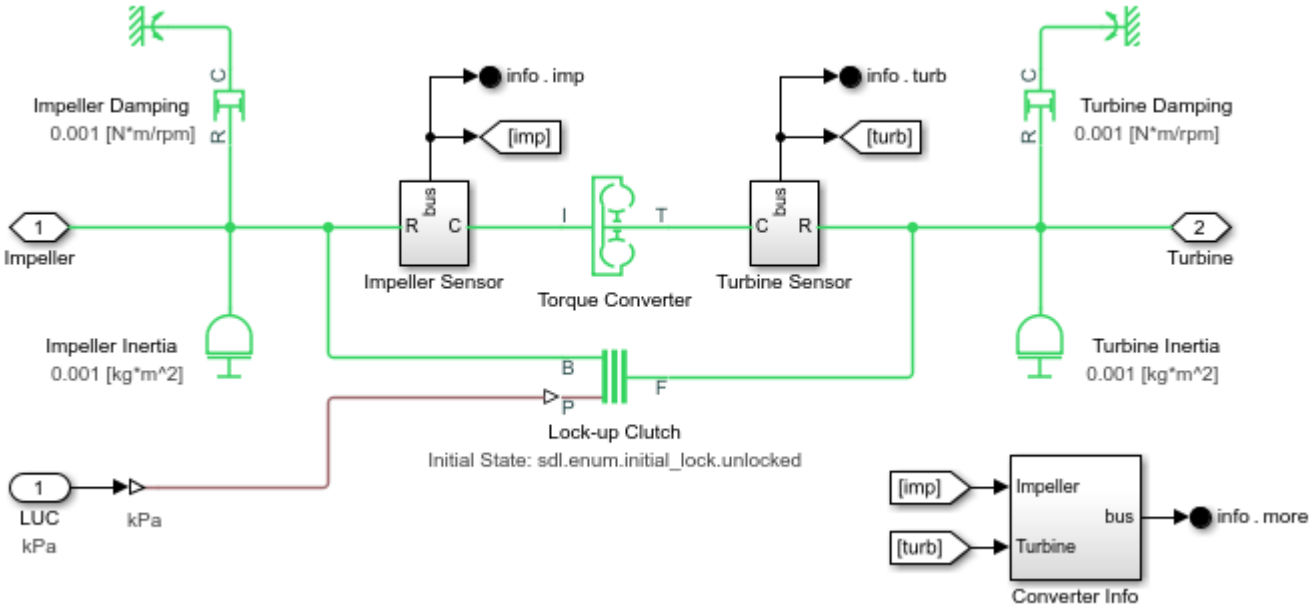 C
info . imp
info . turb
C
Impeller Damping
0.001 [N*m/rpm]
R
[imp]
[turb]
R
Turbine Damping
0.001 [N*m/rpm]
bus
bus
1
R
C
I
T
C
R
2
Impeller
Impeller Sensor
Torque Converter
Turbine Sensor
Turbine
Impeller Inertia
0.001 [kg*m^2]
B
P
F
Turbine Inertia
0.001 [kg*m^2]
Lock-up Clutch
Initial State: sdl.enum.initial_lock.unlocked
1
LUC
kPa
kPa
[imp]
[turb]
Impeller
bus
Turbine
info . more
Converter Info